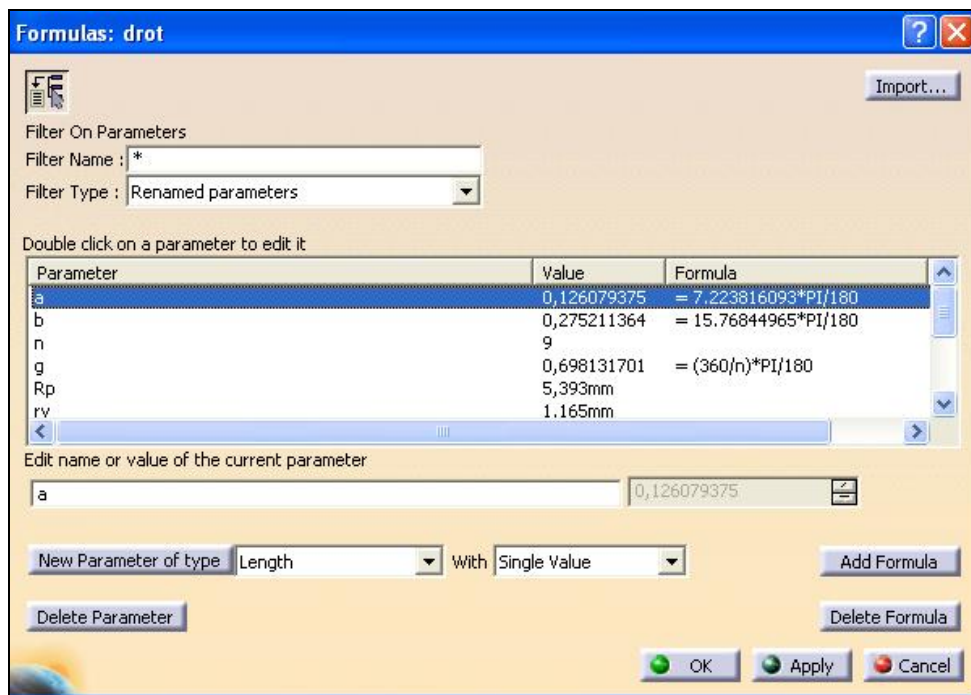 Formulas: drot
Import...
Filter On Parameters
Filter Name : *
Filter Type : Renamed parameters
Double click on a parameter to edit it
Parameter Value Formula
a 0,126079375 = 7.223816093*PI/180
b 0,275211364 = 15.76844965*PI/180
n 9
g 0,698131701 = (360/n)*PI/180
Rp 5,393mm
rv 1.165mm
Edit name or value of the current parameter
a 0,126079375
New Parameter of type Length With Single Value Add Formula
Delete Parameter Delete Formula
OK Apply Cancel